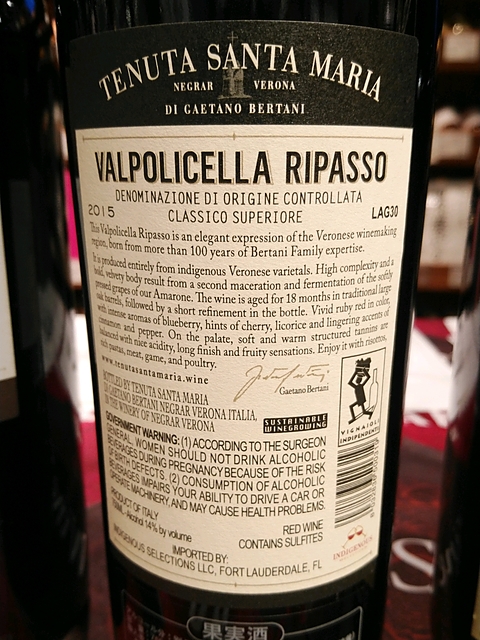 TENUTA SANTA MARIA
NEGRAR VERONA
DI GAETANO BERTANI
VALPOLICELLA RIPASSO
DENOMINAZIONE DI ORIGINE CONTROLLATA
2015 CLASSICO SUPERIORE LAG30
This Valpolicella Ripasso is an elegant expression of the Veronese winemaking
region, born from more than 100 years of Bertani Family expertise.
It is produced entirely from indigenous Veronese varietals. High complexity and a
bold, velvety body result from a second maceration and fermentation of the softly
pressed grapes of our Amarone. The wine is aged for 18 months in traditional large
oak barrels, followed by a short refinement in the bottle. Vivid ruby red in color,
with intense aromas of blueberry, hints of cherry, licorice and lingering accents of
cinnamon and pepper. On the palate, soft and warm structured tannins are
balanced with nice acidity, long finish and fruity sensations. Enjoy it with risottos,
rich pastas, meat, game, and poultry.
www.tenutasantamaria.wine
Gaetano Bertani
BOTTLED BY TENUTA SANTA MARIA
DI GAETANO BERTANI NEGRAR VERONA ITALIA,
IN THE WINERY OF NEGRAR VERONA
SUSTAINABLE
WINEGROWING
VIGNAIOLI
INDIPENDENTI
GOVERNMENT WARNING: (1) ACCORDING TO THE SURGEON
GENERAL, WOMEN SHOULD NOT DRINK ALCOHOLIC
BEVERAGES DURING PREGNANCY BECAUSE OF THE RISK
OF BIRTH DEFECTS. (2) CONSUMPTION OF ALCOHOLIC
BEVERAGES IMPAIRS YOUR ABILITY TO DRIVE A CAR OR
OPERATE MACHINERY, AND MAY CAUSE HEALTH PROBLEMS.
PRODUCT OF ITALY
750ML - Alcohol 14% by volume
RED WINE
CONTAINS SULFITES
IMPORTED BY:
INDIGENOUS SELECTIONS LLC, FORT LAUDERDALE, FL
INDIGENOUS
果実酒